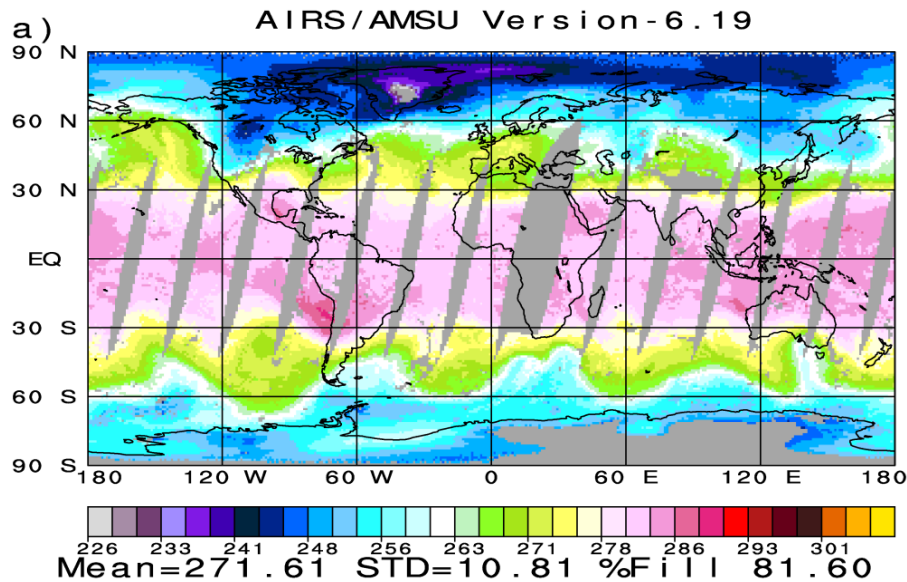 a)
AIRS/AMSU Version-6.19
90 N
60 N
30 N
EQ
30 S
60 S
90 S
180 120 W 60 W 0 60 E 120 E 180
226 233 241 248 256 263 271 278 286 293 301
Mean=271.61 STD=10.81 %Fill 81.60